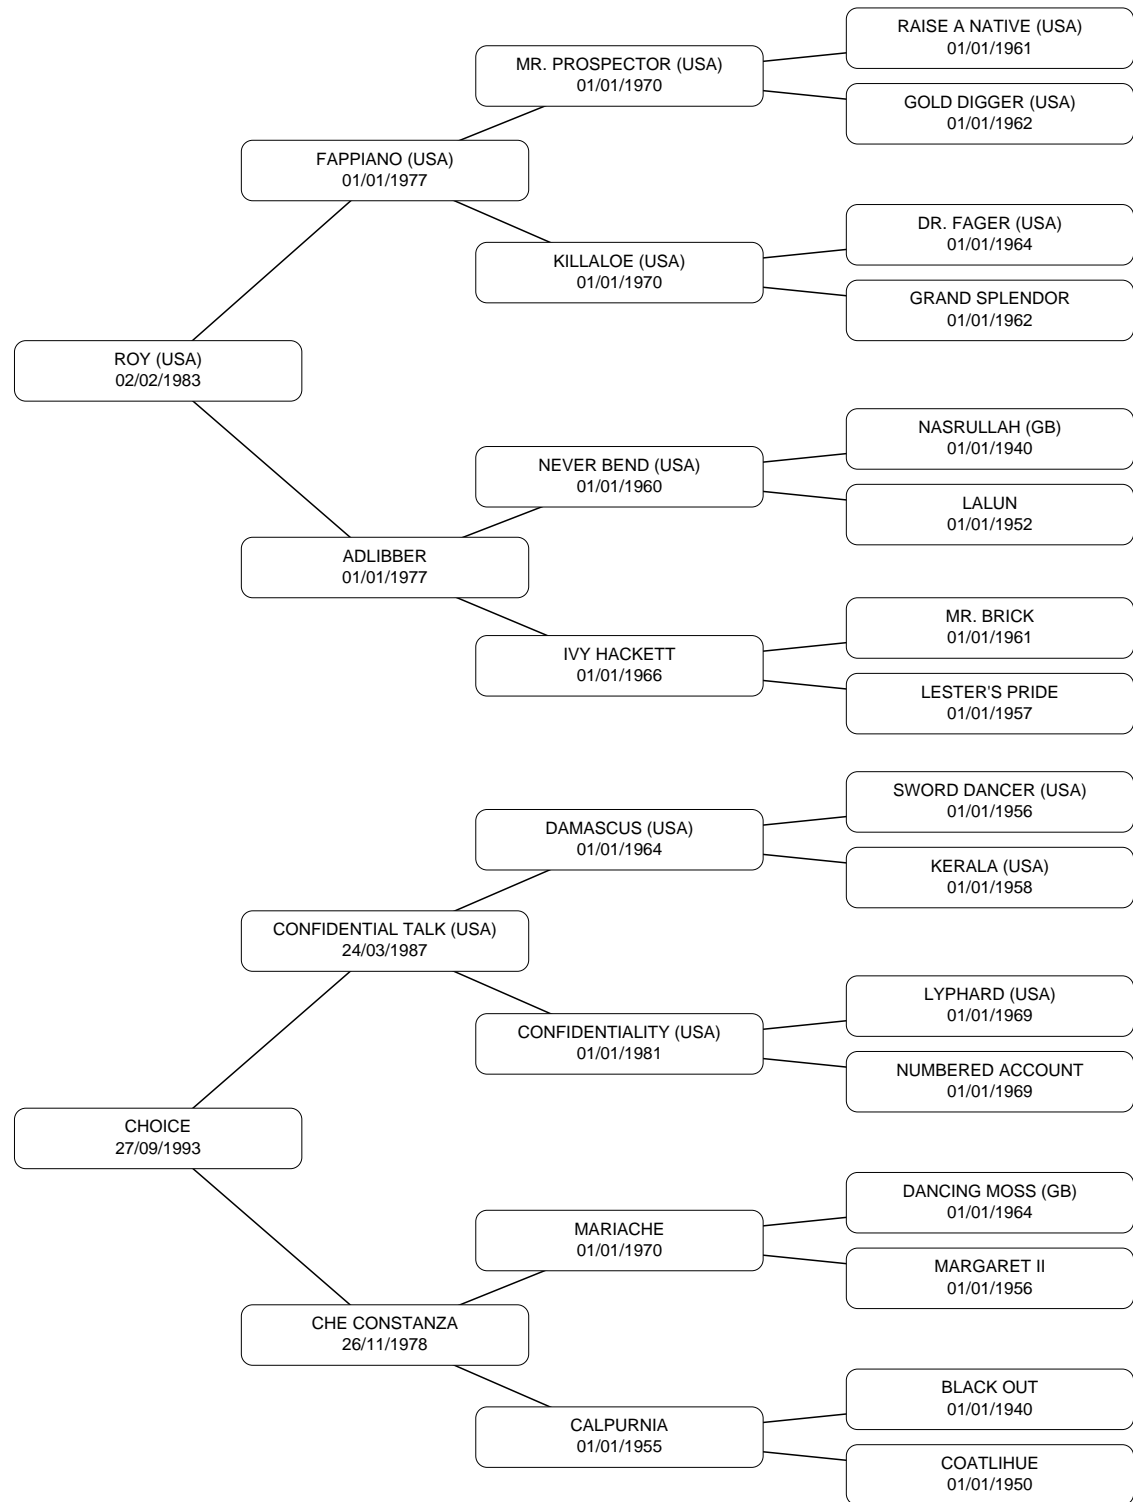 RAISE A NATIVE (USA)
01/01/1961
MR. PROSPECTOR (USA)
01/01/1970
GOLD DIGGER (USA)
01/01/1962
FAPPIANO (USA)
01/01/1977
DR. FAGER (USA)
01/01/1964
KILLALOE (USA)
01/01/1970
GRAND SPLENDOR
01/01/1962
ROY (USA)
02/02/1983
NASRULLAH (GB)
01/01/1940
NEVER BEND (USA)
01/01/1960
LALUN
01/01/1952
ADLIBBER
01/01/1977
MR. BRICK
01/01/1961
IVY HACKETT
01/01/1966
LESTER'S PRIDE
01/01/1957
SWORD DANCER (USA)
01/01/1956
DAMASCUS (USA)
01/01/1964
KERALA (USA)
01/01/1958
CONFIDENTIAL TALK (USA)
24/03/1987
LYPHARD (USA)
01/01/1969
CONFIDENTIALITY (USA)
01/01/1981
NUMBERED ACCOUNT
01/01/1969
CHOICE
27/09/1993
DANCING MOSS (GB)
01/01/1964
MARIACHE
01/01/1970
MARGARET II
01/01/1956
CHE CONSTANZA
26/11/1978
BLACK OUT
01/01/1940
CALPURNIA
01/01/1955
COATLIHUE
01/01/1950